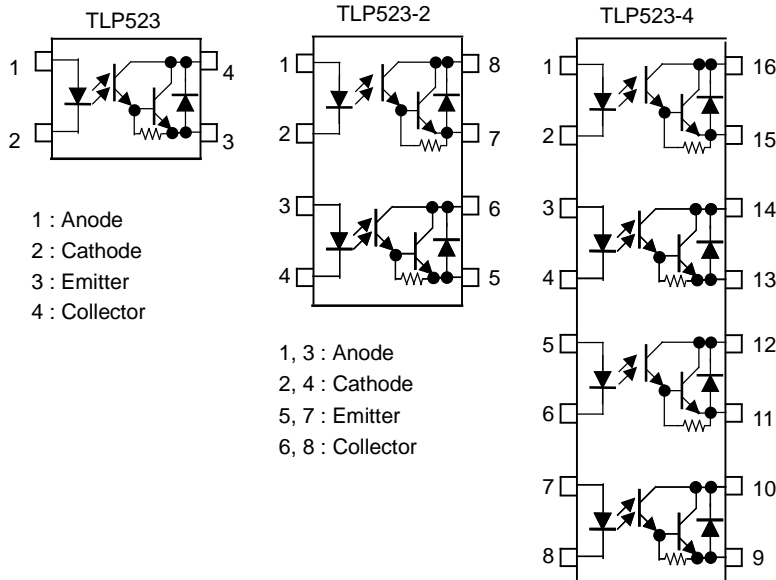 TLP523
1
2
4
3
1 : Anode
2 : Cathode
3 : Emitter
4 : Collector
TLP523-2
1
2
3
4
8
7
6
5
1, 3 : Anode
2, 4 : Cathode
5, 7 : Emitter
6, 8 : Collector
TLP523-4
1
2
3
4
5
6
7
8
16
15
14
13
12
11
10
9